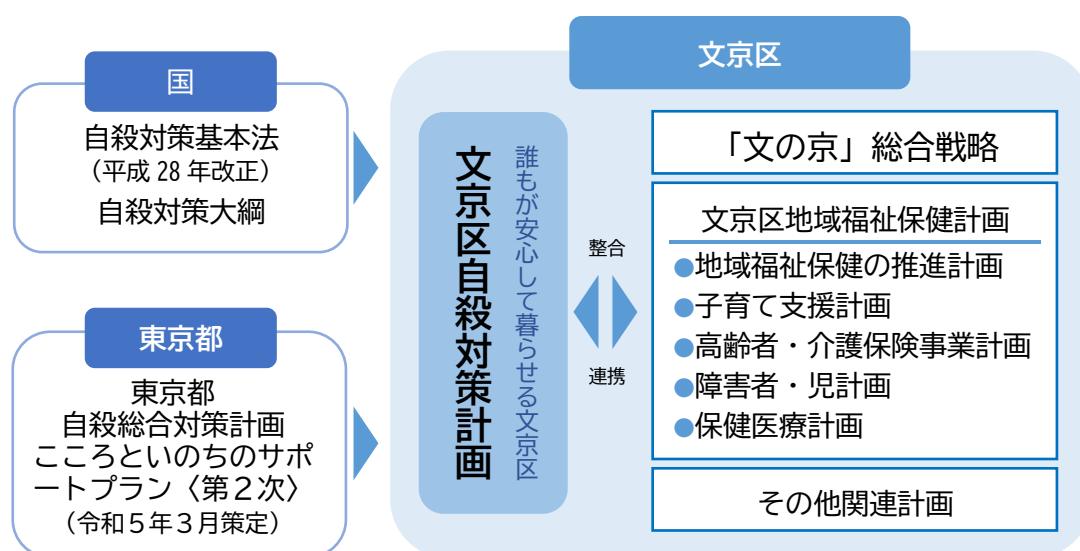 国
自殺対策基本法
（平成 28 年改正）
自殺対策大綱
東京都
東京都
自殺総合対策計画
こころといのちのサポ
ートプラン〈第２次〉
（令和５年３月策定）
文京区
誰もが安心して暮らせる文京区
文京区自殺対策計画
整合
連携
「文の京」総合戦略
文京区地域福祉保健計画
●地域福祉保健の推進計画
●子育て支援計画
●高齢者・介護保険事業計画
●障害者・児計画
●保健医療計画
その他関連計画